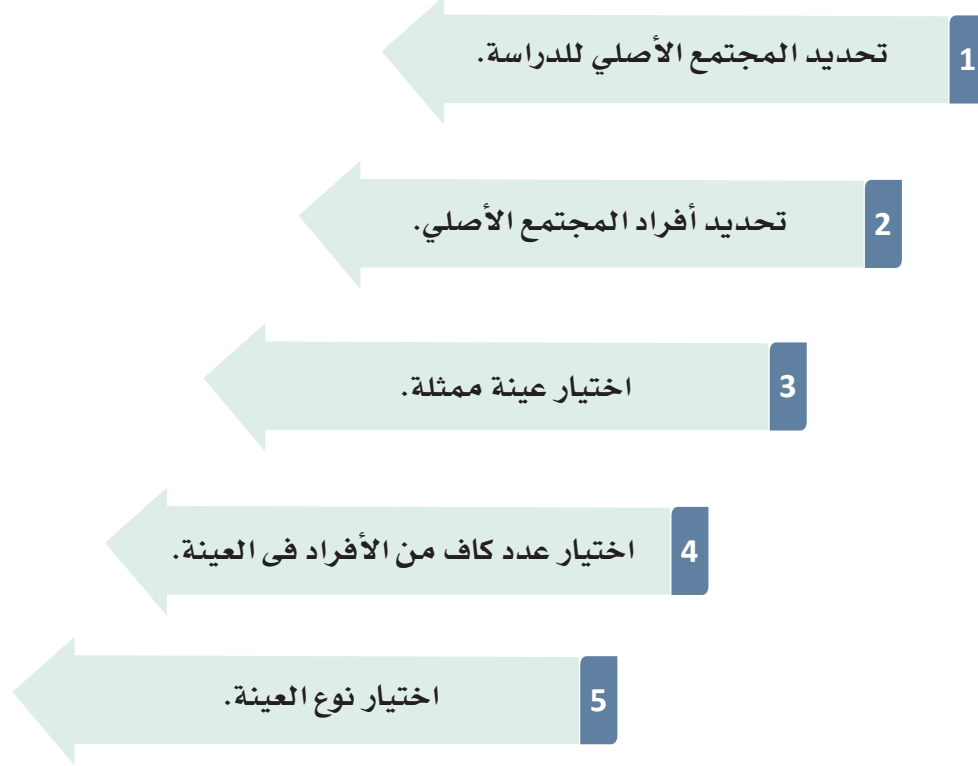 1 تحديد المجتمع الأصلي للدراسة.
2 تحديد أفراد المجتمع الأصلي.
3 اختيار عينة ممثلة.
4 اختيار عدد كاف من الأفراد فى العينة.
5 اختيار نوع العينة.